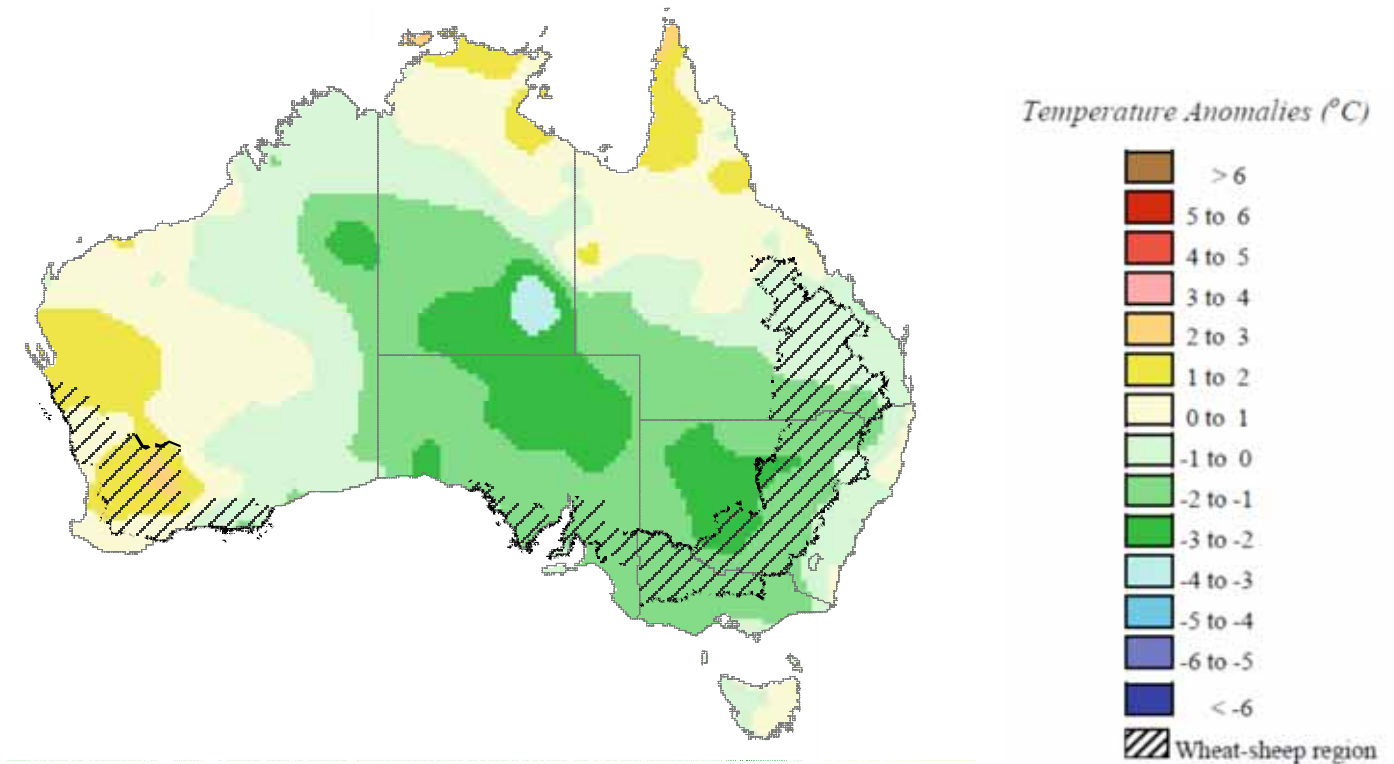 Temperature Anomalies (°C)
> 6
5 to 6
4 to 5
3 to 4
2 to 3
1 to 2
0 to 1
-1 to 0
-2 to -1
-3 to -2
-4 to -3
-5 to -4
-6 to -5
< -6
Wheat-sheep region